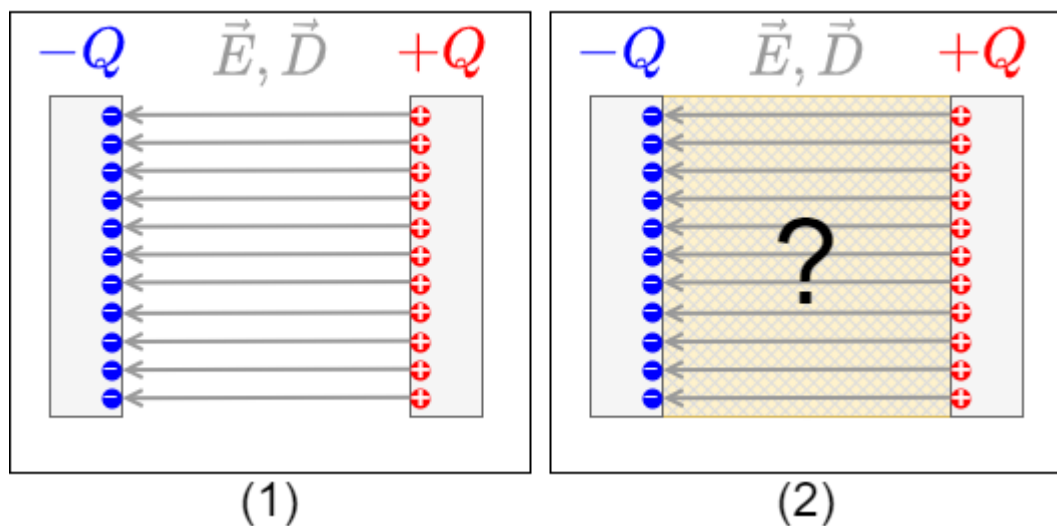 −Q E⃗, D⃗ +Q
−Q E⃗, D⃗ +Q
?
(1)
(2)